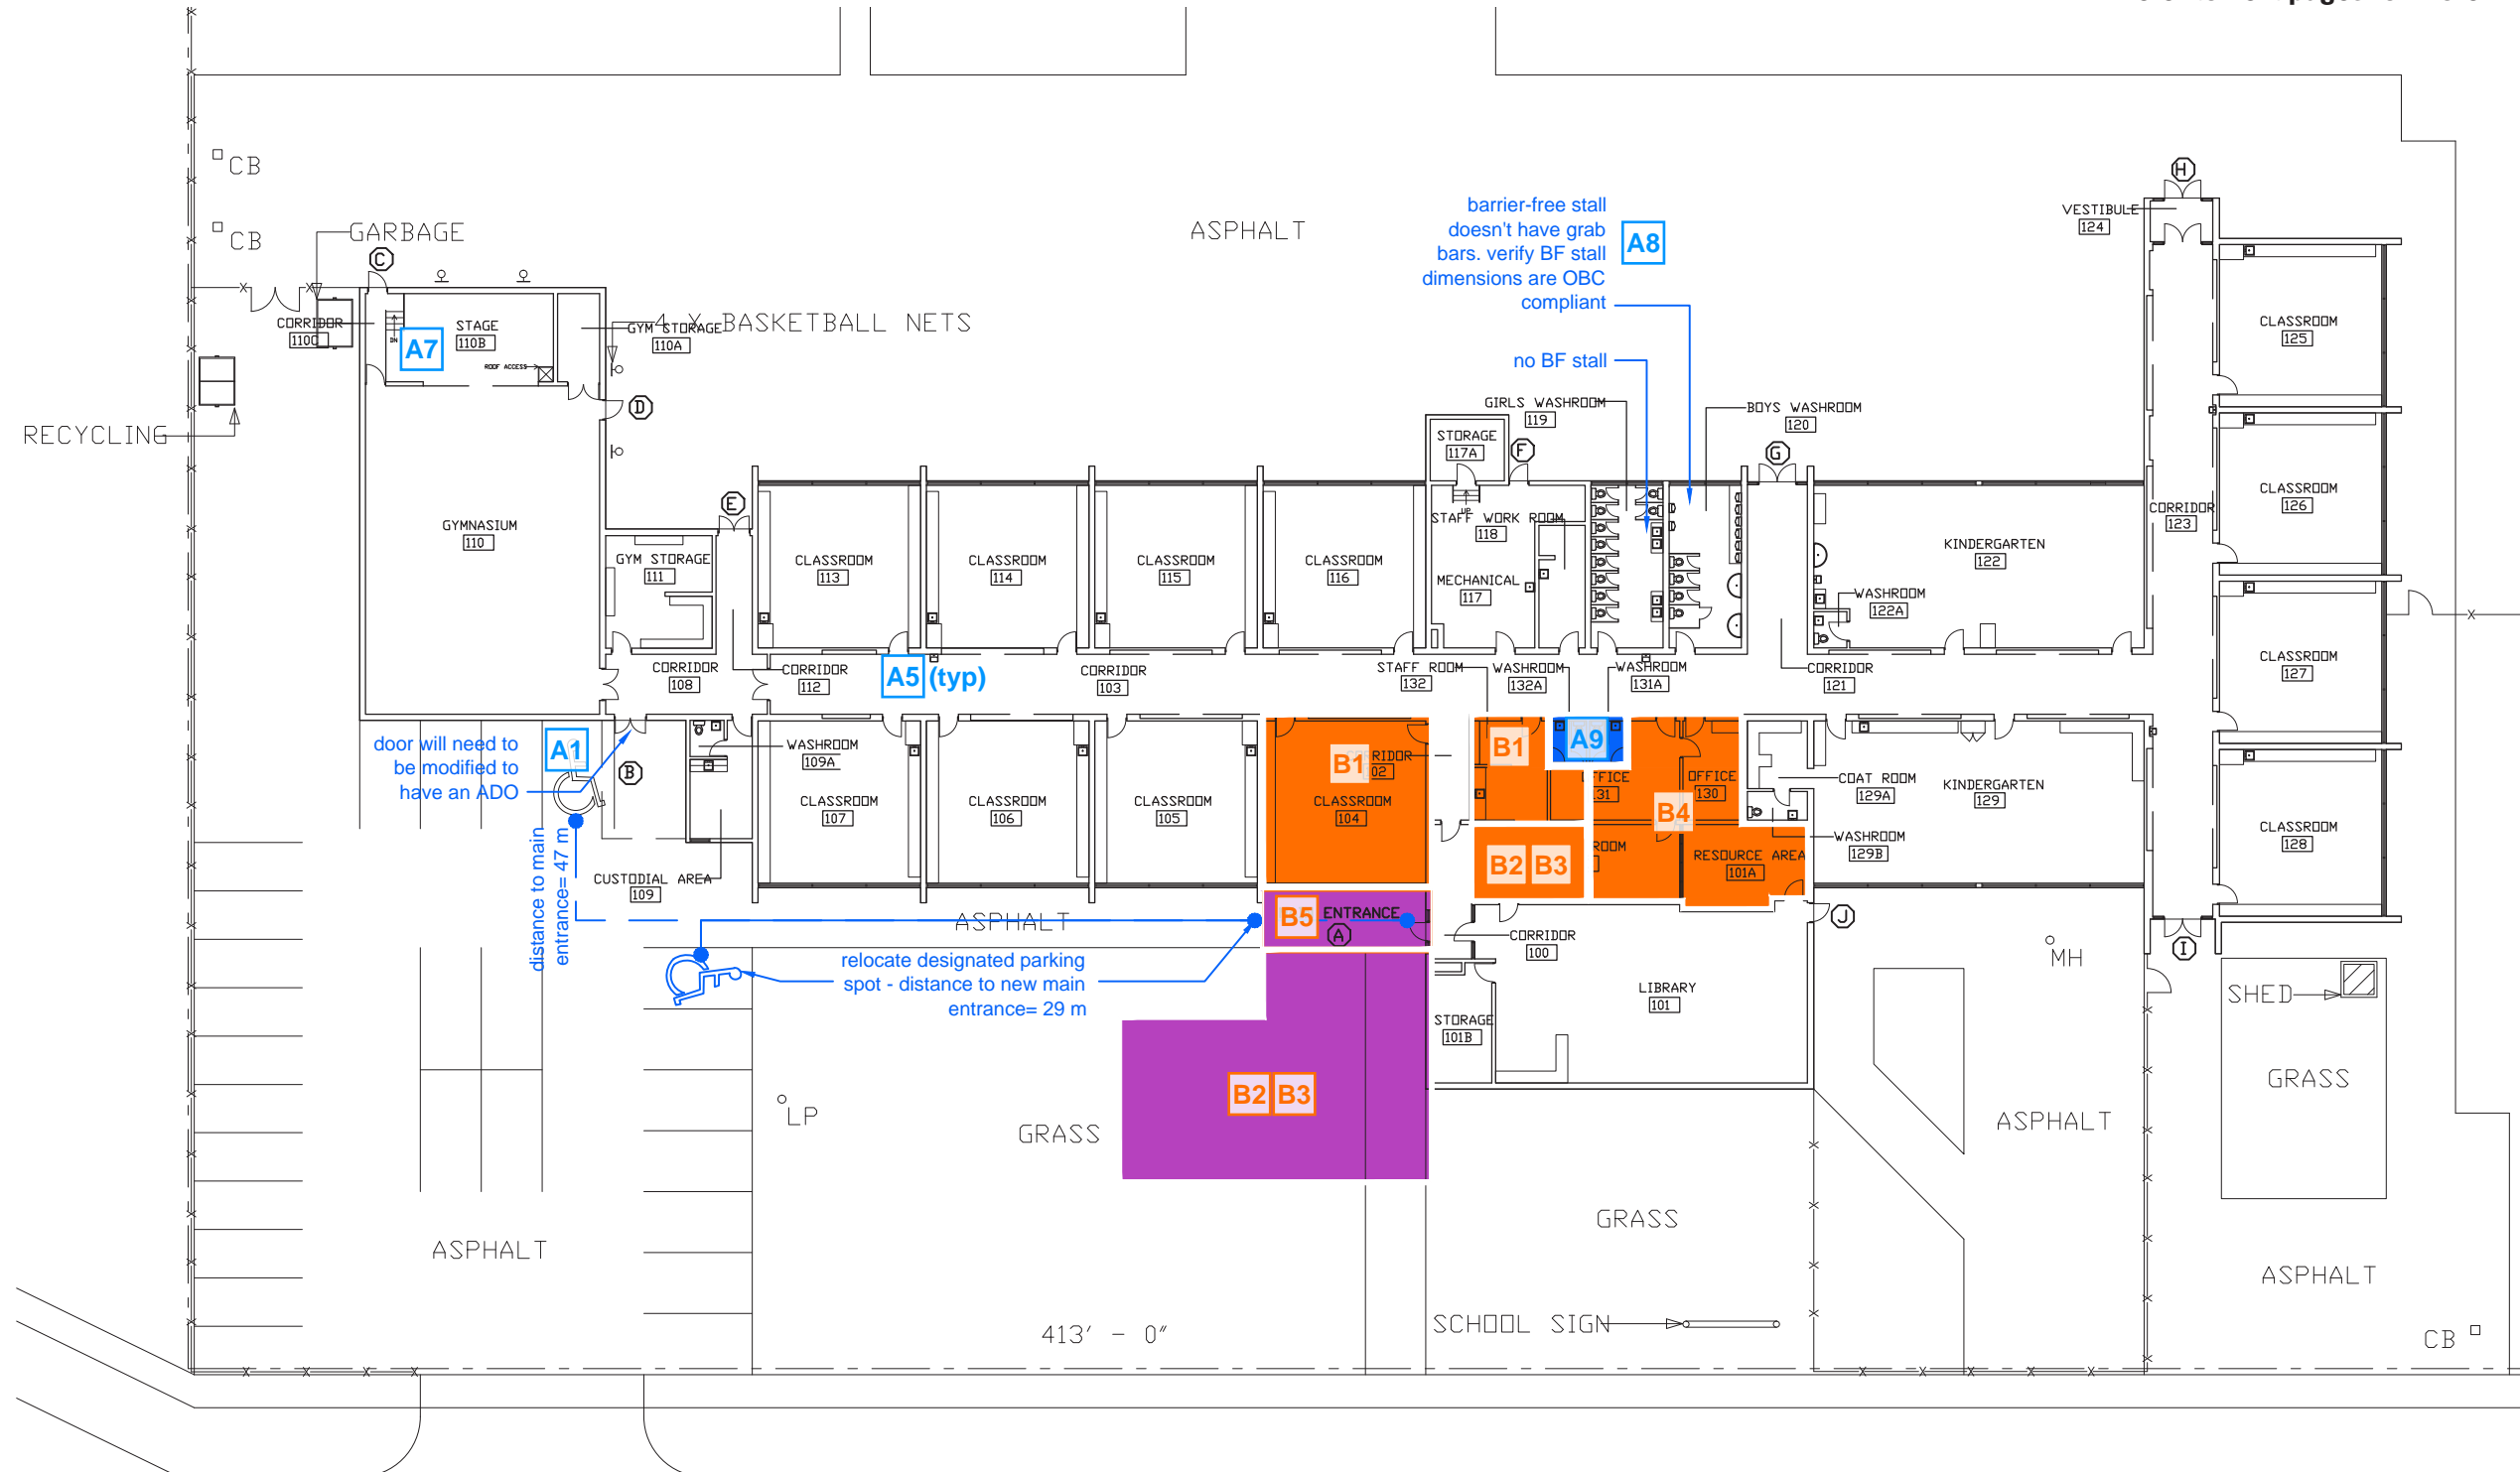 CB
CB
GARBAGE
C
CORRIDOR
110C
STAGE
110B
A7
DN
ROOF ACCESS
GYM STORAGE
110A
4 X BASKETBALL NETS
D
RECYCLING
GYMNASIUM
110
E
GYM STORAGE
111
ASPHALT
barrier-free stall
doesn't have grab
bars. verify BF stall
dimensions are OBC
compliant
A8
no BF stall
GIRLS WASHROOM
119
BOYS WASHROOM
120
STORAGE
117A
F
G
H
VESTIBULE
124
CLASSROOM
125
CLASSROOM
126
CORRIDOR
123
CLASSROOM
127
CLASSROOM
128
CLASSROOM
113
CLASSROOM
114
CLASSROOM
115
CLASSROOM
116
UP
STAFF WORK ROOM
118
MECHANICAL
117
KINDERGARTEN
122
WASHROOM
122A
CORRIDOR
108
CORRIDOR
112
A5 (typ)
CORRIDOR
103
STAFF ROOM
132
WASHROOM
132A
WASHROOM
131A
CORRIDOR
121
door will need to
be modified to
have an ADO
A1
B
WASHROOM
109A
CUSTODIAL AREA
109
CLASSROOM
107
CLASSROOM
106
CLASSROOM
105
B1
CLASSROOM
104
B1
A9
OFFICE
130
B4
B2 B3
RESOURCE AREA
101A
COAT ROOM
129A
WASHROOM
129B
KINDERGARTEN
129
distance to main
entrance= 47 m
ASPHALT
B5 ENTRANCE
A
CORRIDOR
100
J
relocate designated parking
spot - distance to new main
entrance= 29 m
LIBRARY
101
STORAGE
101B
I
MH
SHED
GRASS
LP
GRASS
B2 B3
ASPHALT
GRASS
ASPHALT
ASPHALT
413' - 0"
SCHOOL SIGN
CB